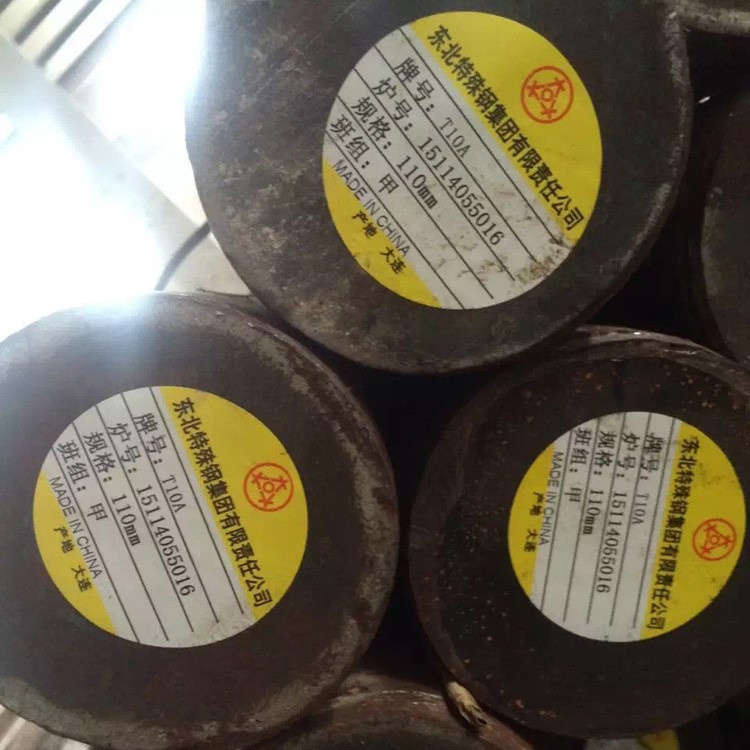 东北特殊钢集团有限责任公司
牌号: T10A
炉号: 15114055016
规格: 110mm
班组: 甲
MADE IN CHINA
产地 大连
东北特殊钢集团有限责任公司
牌号: T10A
炉号: 15114055016
规格: 110mm
班组: 甲
MADE IN CHINA
产地 大连
东北特殊钢集团有限责任公司
牌号: T10A
炉号: 15114055016
规格: 110mm
班组: 甲
MADE IN CHINA
产地 大连